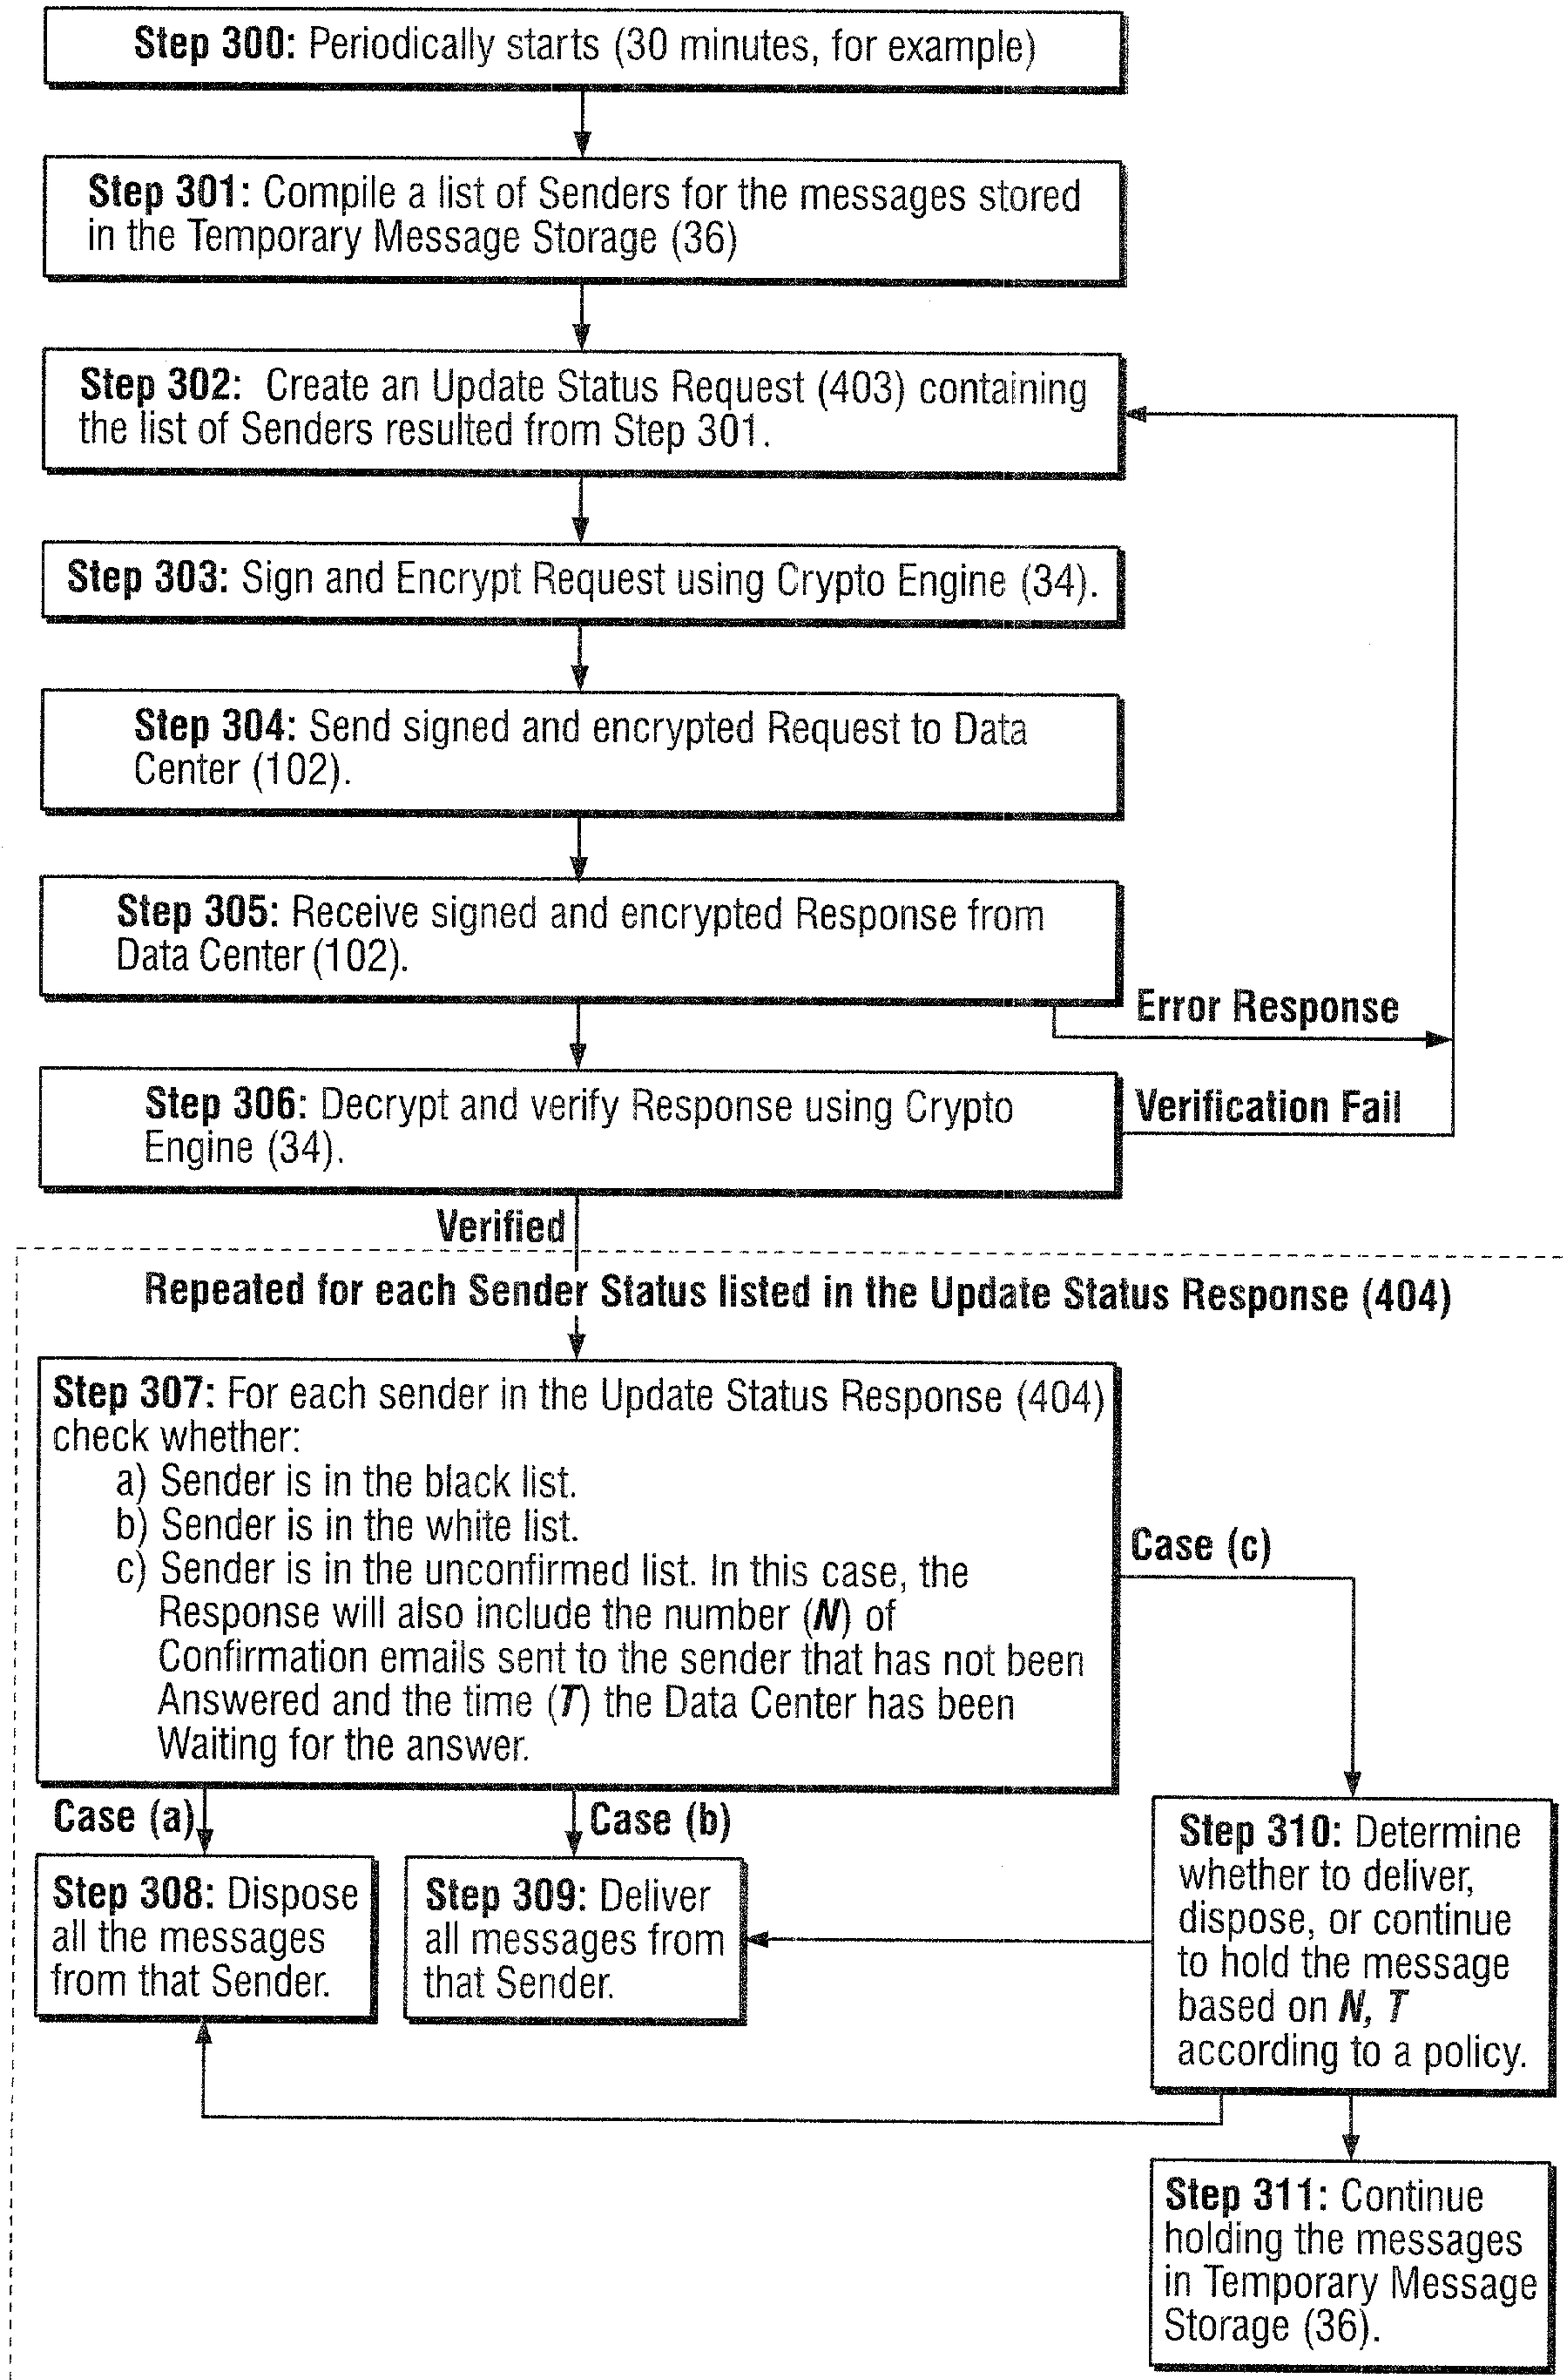 Step 300: Periodically starts (30 minutes, for example)
Step 301: Compile a list of Senders for the messages stored
in the Temporary Message Storage (36)
Step 302: Create an Update Status Request (403) containing
the list of Senders resulted from Step 301.
Step 303: Sign and Encrypt Request using Crypto Engine (34).
Step 304: Send signed and encrypted Request to Data
Center (102).
Step 305: Receive signed and encrypted Response from
Data Center (102).
Error Response
Step 306: Decrypt and verify Response using Crypto
Engine (34).
Verification Fail
Verified
Repeated for each Sender Status listed in the Update Status Response (404)
Step 307: For each sender in the Update Status Response (404)
check whether:
a) Sender is in the black list.
b) Sender is in the white list.
c) Sender is in the unconfirmed list. In this case, the
Response will also include the number (N) of
Confirmation emails sent to the sender that has not been
Answered and the time (T) the Data Center has been
Waiting for the answer.
Case (c)
Case (a)
Case (b)
Step 308: Dispose
all the messages
from that Sender.
Step 309: Deliver
all messages from
that Sender.
Step 310: Determine
whether to deliver,
dispose, or continue
to hold the message
based on N, T
according to a policy.
Step 311: Continue
holding the messages
in Temporary Message
Storage (36).